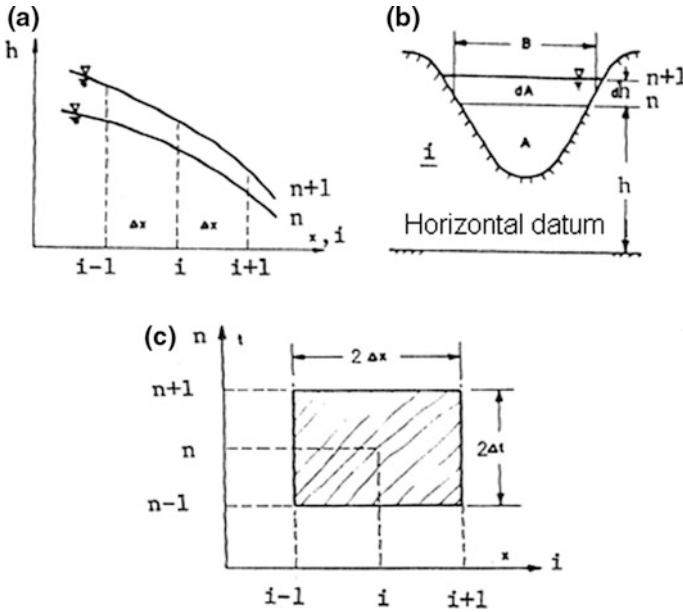 (a)
h
n+1
n
x, i
Δx Δx
i-1 i i+1
(b)
B
n+1
dA dh
n
A
i
h
Horizontal datum
(c)
n t
2 Δx
n+1
n 2Δt
n-1
x i
i-1 i i+1